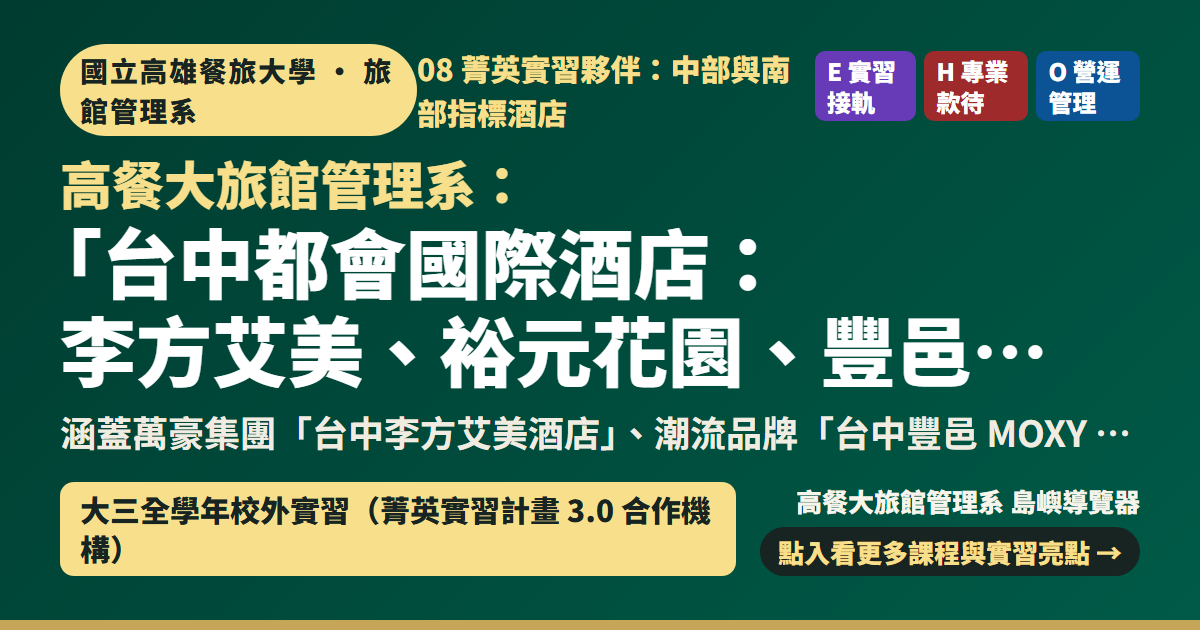 國立高雄餐旅大學 · 旅
館管理系
08 菁英實習夥伴：中部與南
部指標酒店
E 實習
接軌
H 專業
款待
O 營運
管理
高餐大旅館管理系：
「台中都會國際酒店：
李方艾美、裕元花園、豐邑…
涵蓋萬豪集團「台中李方艾美酒店」、潮流品牌「台中豐邑 MOXY …
大三全學年校外實習（菁英實習計畫 3.0 合作機
構）
高餐大旅館管理系 島嶼導覽器
點入看更多課程與實習亮點 →